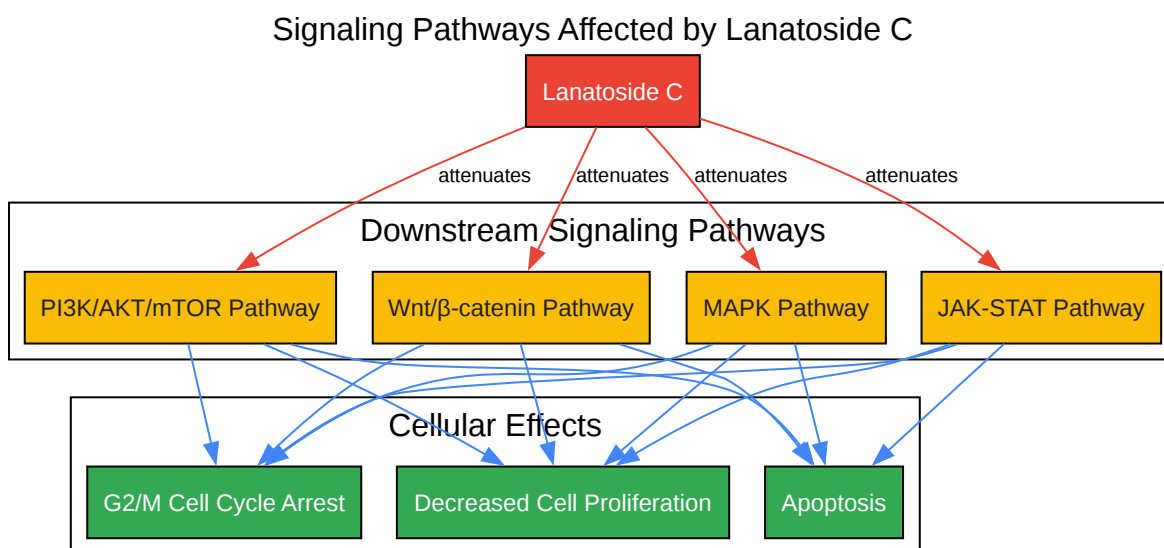 Signaling Pathways Affected by Lanatoside C
Lanatoside C
attenuates
attenuates
attenuates
attenuates
Downstream Signaling Pathways
PI3K/AKT/mTOR Pathway
Wnt/β-catenin Pathway
MAPK Pathway
JAK-STAT Pathway
Cellular Effects
G2/M Cell Cycle Arrest
Decreased Cell Proliferation
Apoptosis